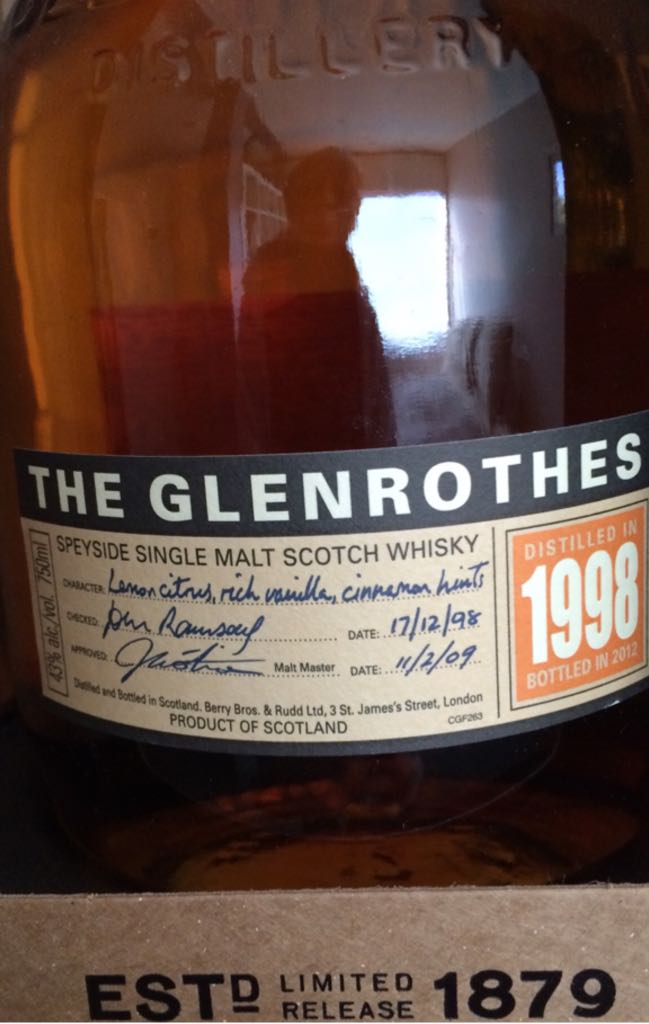 DISTILLERY
THE GLENROTHES
SPEYSIDE SINGLE MALT SCOTCH WHISKY
CHARACTER: Lemon citrus, rich vanilla, cinnamon hints
CHECKED: John Ramsay DATE: 17/12/98
APPROVED: Malt Master DATE: 11/2/09
Distilled and Bottled in Scotland. Berry Bros. & Rudd Ltd, 3 St. James's Street, London
PRODUCT OF SCOTLAND CGF263
43% alc./vol. 750ml
DISTILLED IN
1998
BOTTLED IN 2012
ESTD LIMITED RELEASE 1879